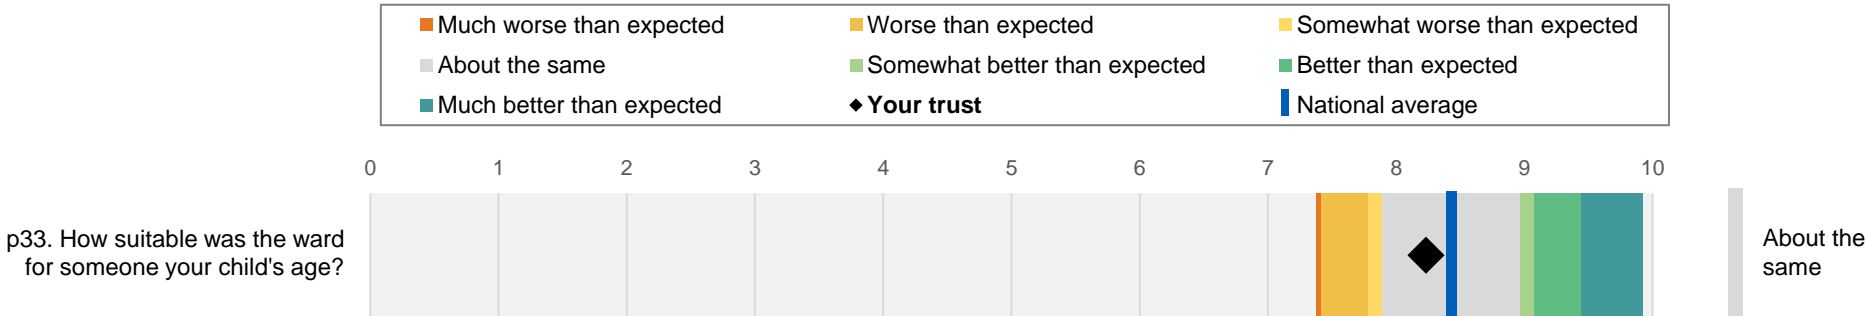 Much worse than expected
Worse than expected
Somewhat worse than expected
About the same
Somewhat better than expected
Better than expected
Much better than expected
Your trust
National average
0 1 2 3 4 5 6 7 8 9 10
p33. How suitable was the ward
for someone your child's age?
About the
same